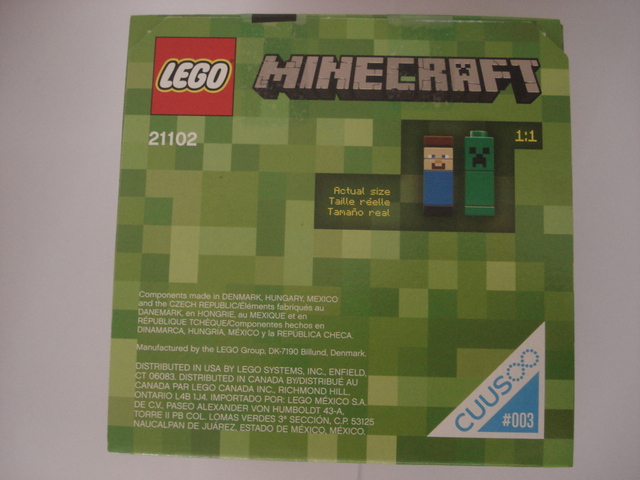 LEGO
MINECRAFT
21102
1:1
Actual size
Taille réelle
Tamaño real
Components made in DENMARK, HUNGARY, MEXICO
and the CZECH REPUBLIC/Éléments fabriqués au
DANEMARK, en HONGRIE, au MEXIQUE et en
RÉPUBLIQUE TCHÈQUE/Componentes hechos en
DINAMARCA, HUNGRÍA, MÉXICO y la REPÚBLICA CHECA.
Manufactured by the LEGO Group, DK-7190 Billund, Denmark.
DISTRIBUTED IN USA BY LEGO SYSTEMS, INC., ENFIELD,
CT 06083. DISTRIBUTED IN CANADA BY/DISTRIBUÉ AU
CANADA PAR LEGO CANADA INC., RICHMOND HILL,
ONTARIO L4B 1J4. IMPORTADO POR: LEGO MÉXICO S.A.
DE C.V., PASEO ALEXANDER VON HUMBOLDT 43-A,
TORRE II PB COL. LOMAS VERDES 3ª SECCIÓN, C.P. 53125
NAUCALPAN DE JUÁREZ, ESTADO DE MÉXICO, MÉXICO.
CUUSOO
#003